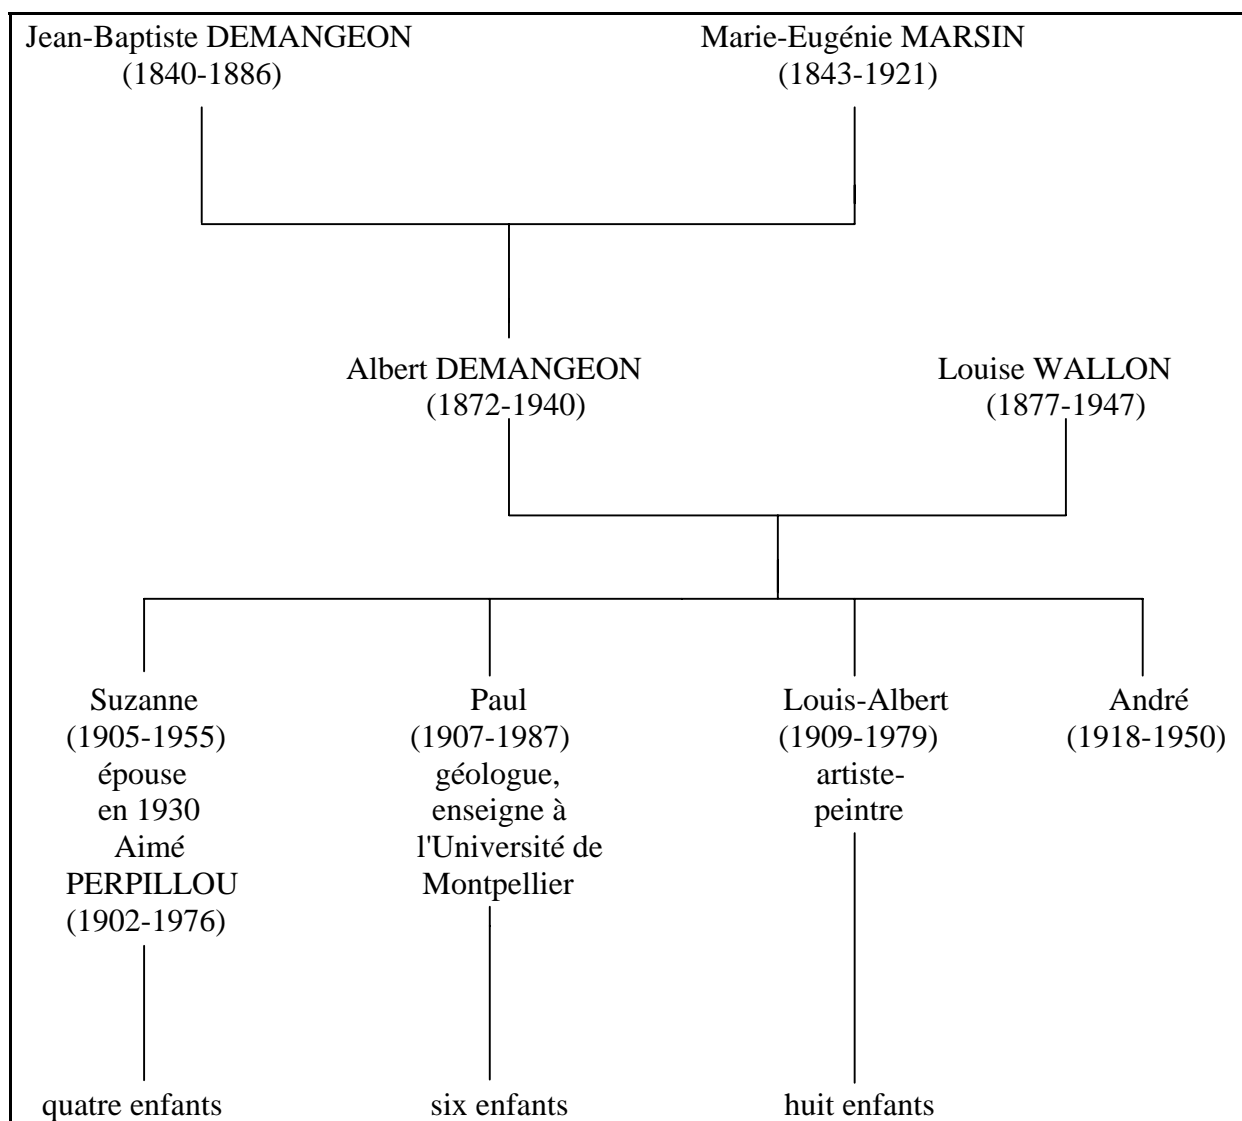 Jean-Baptiste DEMANGEON
(1840-1886)
Marie-Eugénie MARSIN
(1843-1921)
Albert DEMANGEON
(1872-1940)
Louise WALLON
(1877-1947)
Suzanne
(1905-1955)
épouse
en 1930
Aimé
PERPILLOU
(1902-1976)
quatre enfants
Paul
(1907-1987)
géologue,
enseigne à
l'Université de
Montpellier
six enfants
Louis-Albert
(1909-1979)
artiste-
peintre
huit enfants
André
(1918-1950)